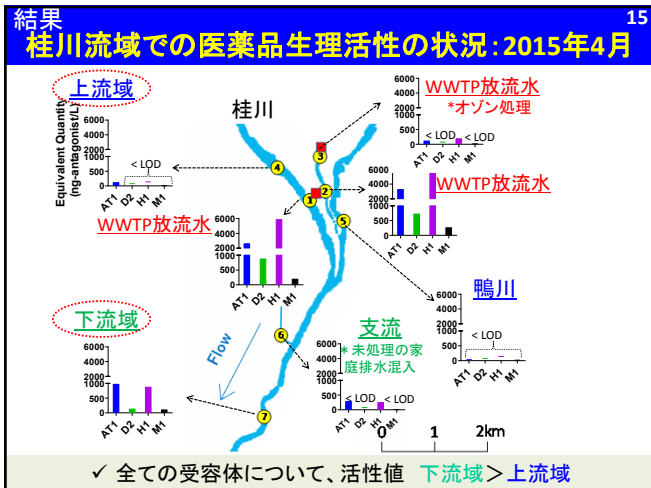 結果
15
桂川流域での医薬品生理活性の状況:2015年4月
上流域
Equivalent Quantity
(ng-antagonist/L)
6000
4000
2000
1000
500
0
< LOD
AT1 D2 H1 M1
桂川
6000
4000
2000
1000
500
0
WWTP放流水
*オゾン処理
< LOD < LOD
AT1 D2 H1 M1
3
4
1
2
5
6
7
WWTP放流水
6000
4000
2000
1000
500
0
AT1 D2 H1 M1
WWTP放流水
6000
4000
2000
1000
500
0
AT1 D2 H1 M1
鴨川
6000
4000
2000
1000
500
0
<LOD
AT1 D2 H1 M1
下流域
6000
4000
2000
1000
500
0
AT1 D2 H1 M1
Flow
支流
*未処理の家
庭排水混入
6000
4000
2000
1000
500
0
<LOD <LOD
AT1 D2 H1 M1
0 1 2km
✓ 全ての受容体について、活性値 下流域>上流域